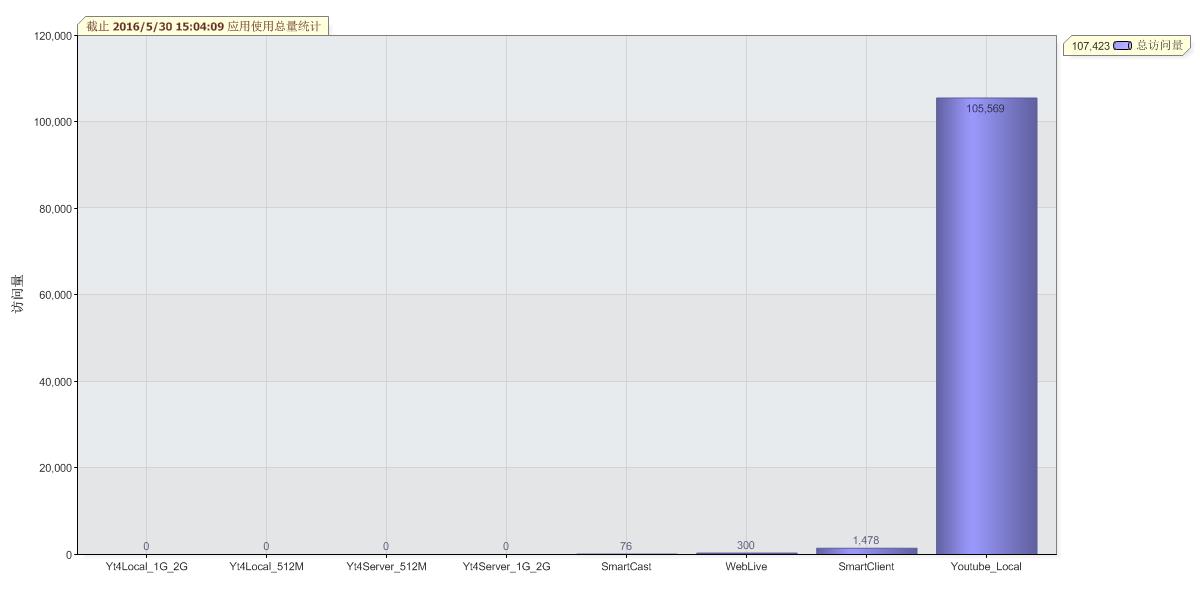 截止 2016/5/30 15:04:09 应用使用总量统计
107,423 总访问量
访问量
120,000
100,000
80,000
60,000
40,000
20,000
0
0 0 0 0 76 300 1,478 105,569
Yt4Local_1G_2G Yt4Local_512M Yt4Server_512M Yt4Server_1G_2G SmartCast WebLive SmartClient Youtube_Local